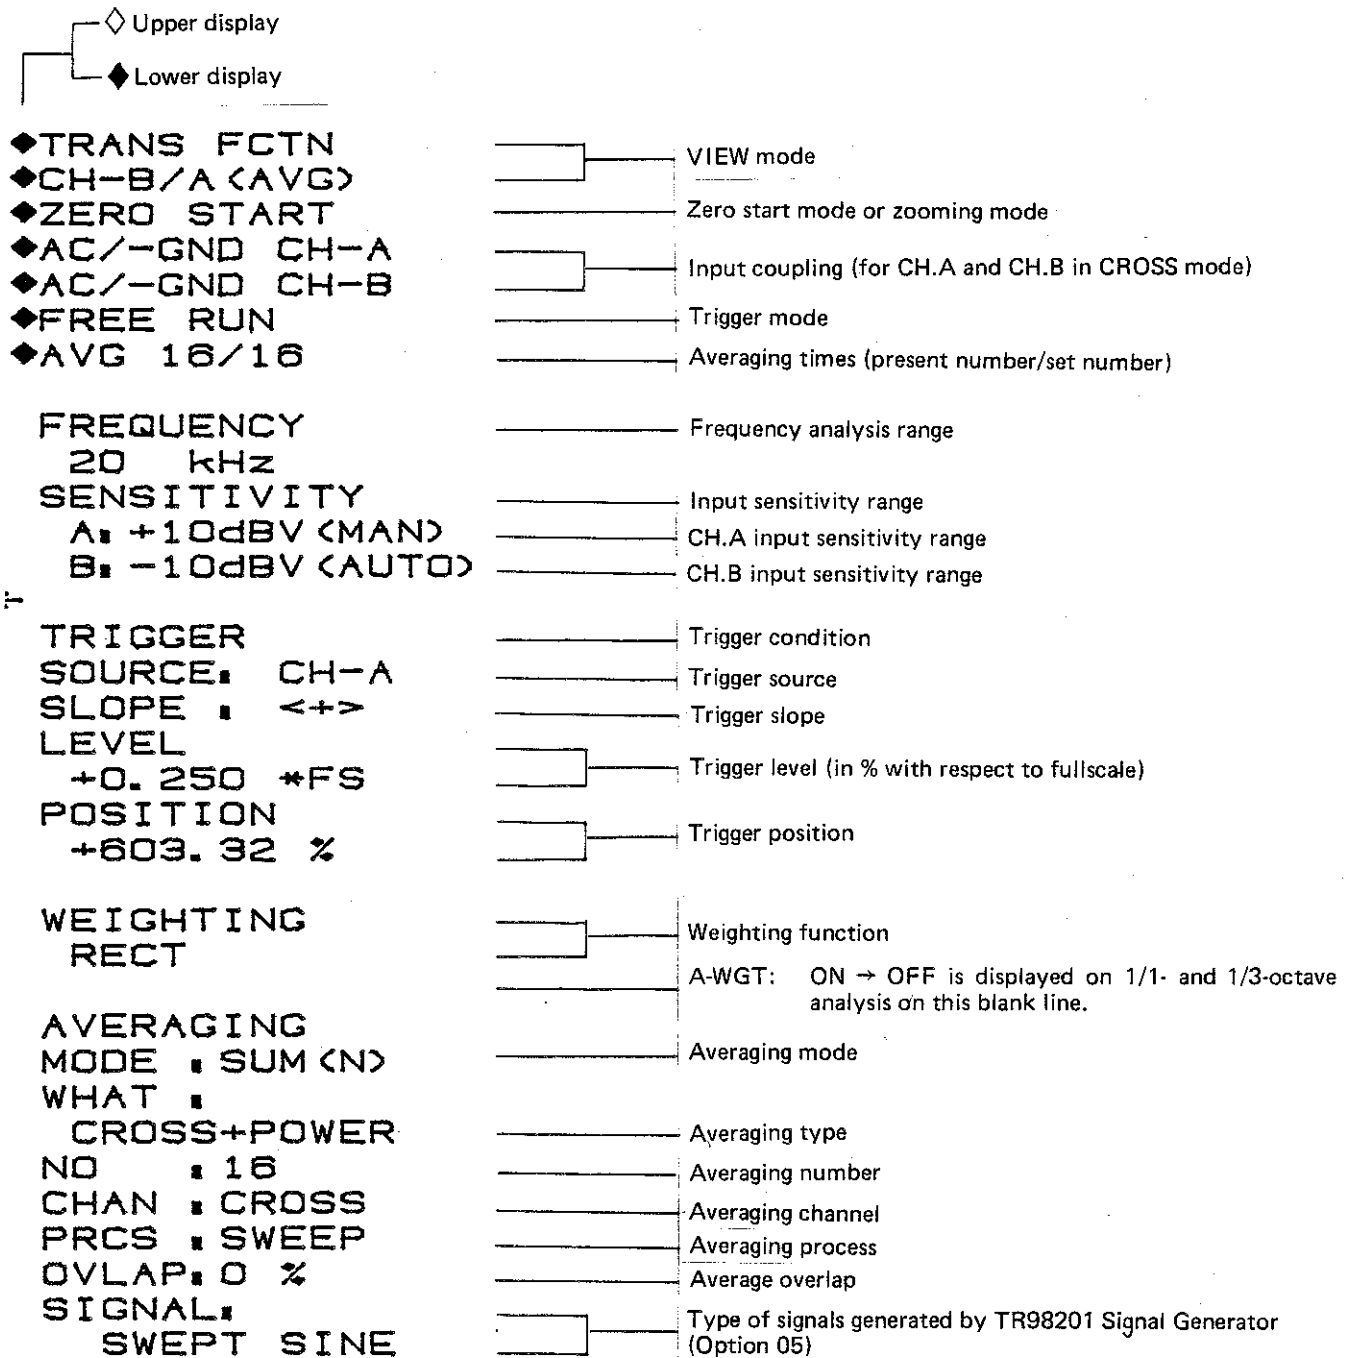 ◇ Upper display
◆ Lower display
◆TRANS FCTN
◆CH-B/A<AVG> VIEW mode
◆ZERO START Zero start mode or zooming mode
◆AC/-GND CH-A
◆AC/-GND CH-B Input coupling (for CH.A and CH.B in CROSS mode)
◆FREE RUN Trigger mode
◆AVG 16/16 Averaging times (present number/set number)
FREQUENCY Frequency analysis range
20 kHz
SENSITIVITY Input sensitivity range
A: +10dBV<MAN> CH.A input sensitivity range
B: -10dBV<AUTO> CH.B input sensitivity range
TRIGGER Trigger condition
SOURCE: CH-A Trigger source
SLOPE : <+> Trigger slope
LEVEL
+0.250 *FS Trigger level (in % with respect to fullscale)
POSITION
+603.32 % Trigger position
WEIGHTING
RECT Weighting function
A-WGT: ON → OFF is displayed on 1/1- and 1/3-octave
analysis on this blank line.
AVERAGING
MODE :SUM<N> Averaging mode
WHAT :
CROSS+POWER Averaging type
NO :16 Averaging number
CHAN :CROSS Averaging channel
PRCS :SWEEP Averaging process
OVLAP:0 % Average overlap
SIGNAL: Type of signals generated by TR98201 Signal Generator
SWEPT SINE (Option 05)